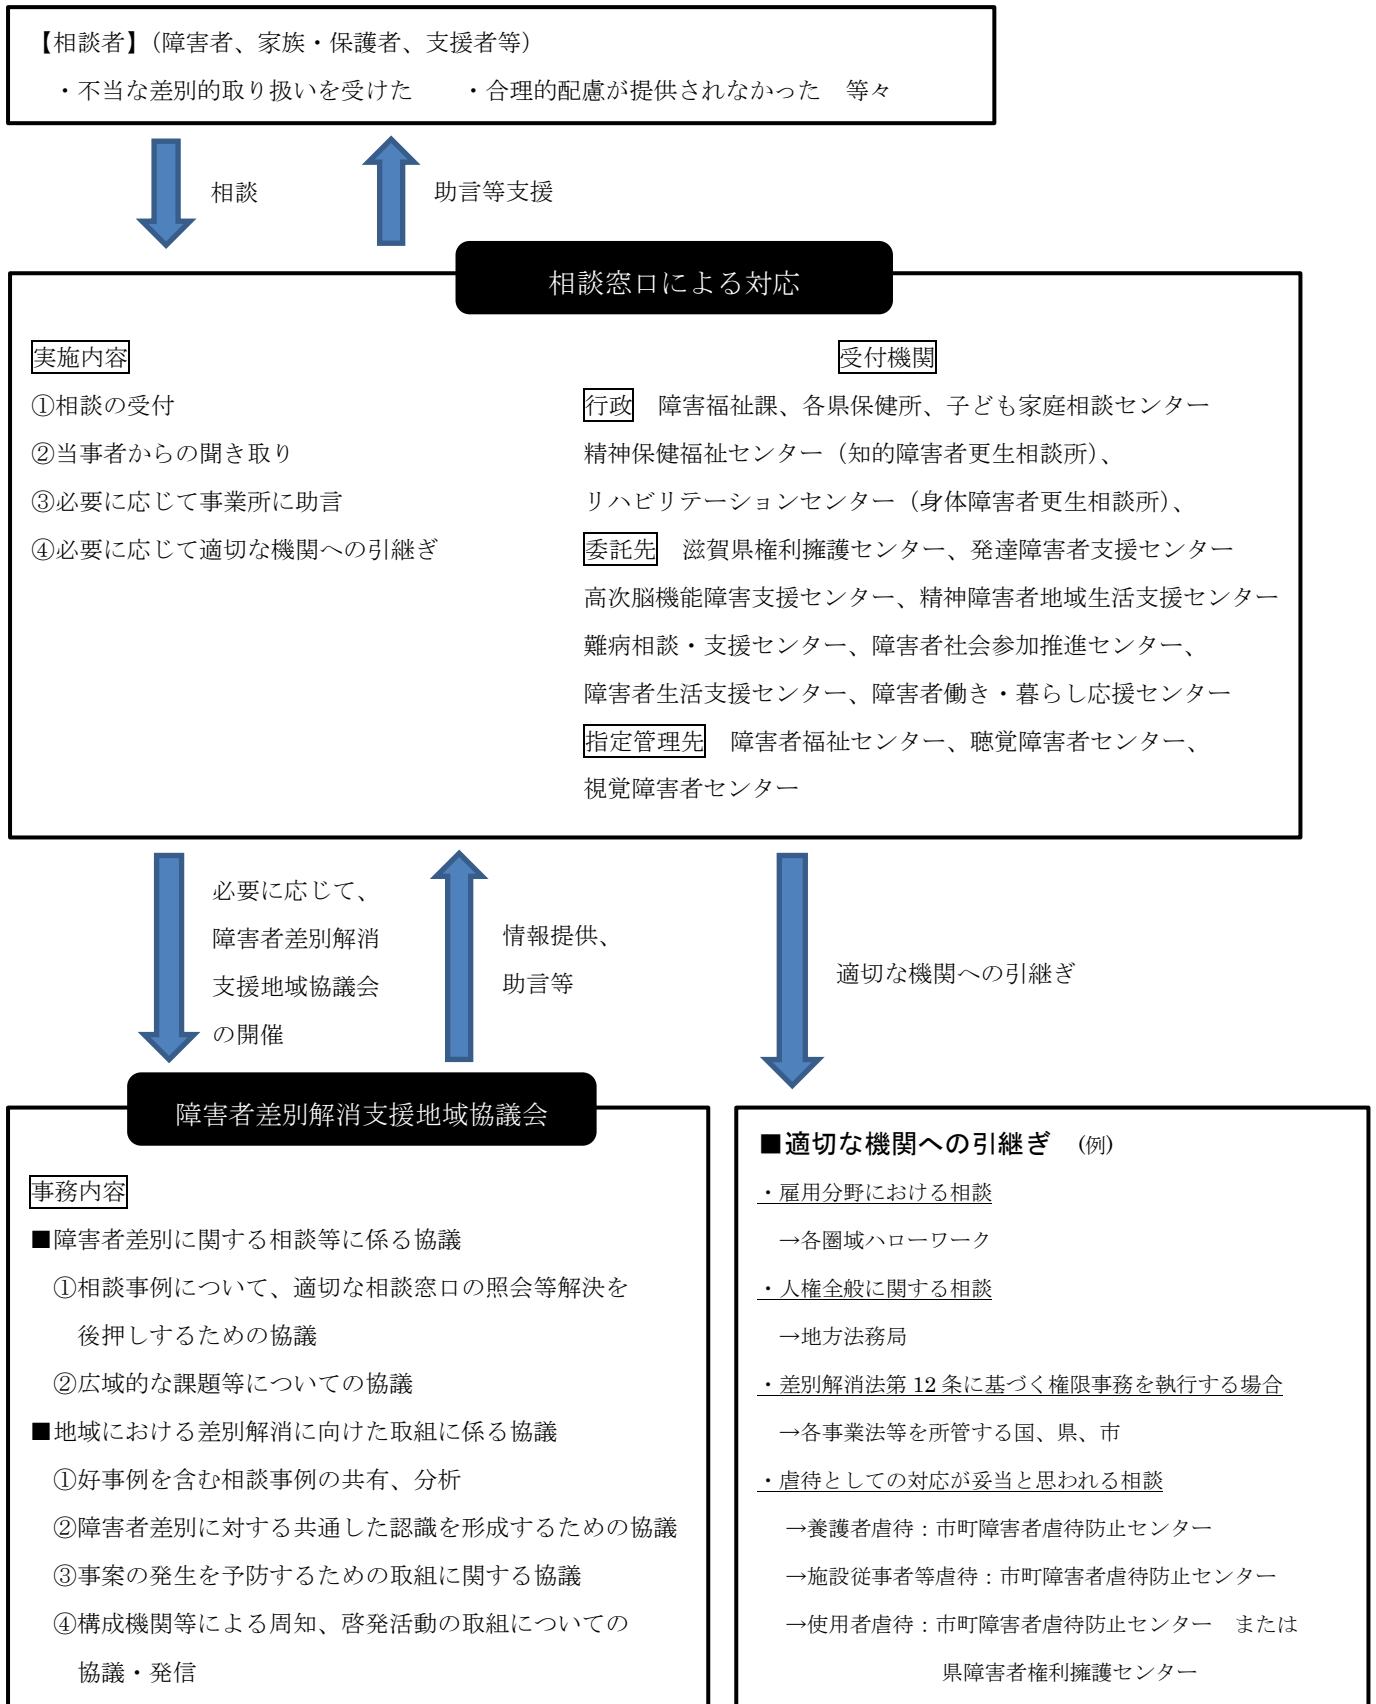 【相談者】（障害者、家族・保護者、支援者等）
・不当な差別的取り扱いを受けた　　・合理的配慮が提供されなかった　等々
相談
助言等支援
相談窓口による対応
実施内容
①相談の受付
②当事者からの聞き取り
③必要に応じて事業所に助言
④必要に応じて適切な機関への引継ぎ
受付機関
行政　障害福祉課、各県保健所、子ども家庭相談センター
精神保健福祉センター（知的障害者更生相談所）、
リハビリテーションセンター（身体障害者更生相談所）、
委託先　滋賀県権利擁護センター、発達障害者支援センター
高次脳機能障害支援センター、精神障害者地域生活支援センター
難病相談・支援センター、障害者社会参加推進センター、
障害者生活支援センター、障害者働き・暮らし応援センター
指定管理先　障害者福祉センター、聴覚障害者センター、
視覚障害者センター
必要に応じて、
障害者差別解消
支援地域協議会
の開催
情報提供、
助言等
適切な機関への引継ぎ
障害者差別解消支援地域協議会
事務内容
■障害者差別に関する相談等に係る協議
①相談事例について、適切な相談窓口の照会等解決を
後押しするための協議
②広域的な課題等についての協議
■地域における差別解消に向けた取組に係る協議
①好事例を含む相談事例の共有、分析
②障害者差別に対する共通した認識を形成するための協議
③事案の発生を予防するための取組に関する協議
④構成機関等による周知、啓発活動の取組についての
協議・発信
■適切な機関への引継ぎ　(例)
・雇用分野における相談
→各圏域ハローワーク
・人権全般に関する相談
→地方法務局
・差別解消法第 12 条に基づく権限事務を執行する場合
→各事業法等を所管する国、県、市
・虐待としての対応が妥当と思われる相談
→養護者虐待：市町障害者虐待防止センター
→施設従事者等虐待：市町障害者虐待防止センター
→使用者虐待：市町障害者虐待防止センター　または
県障害者権利擁護センター